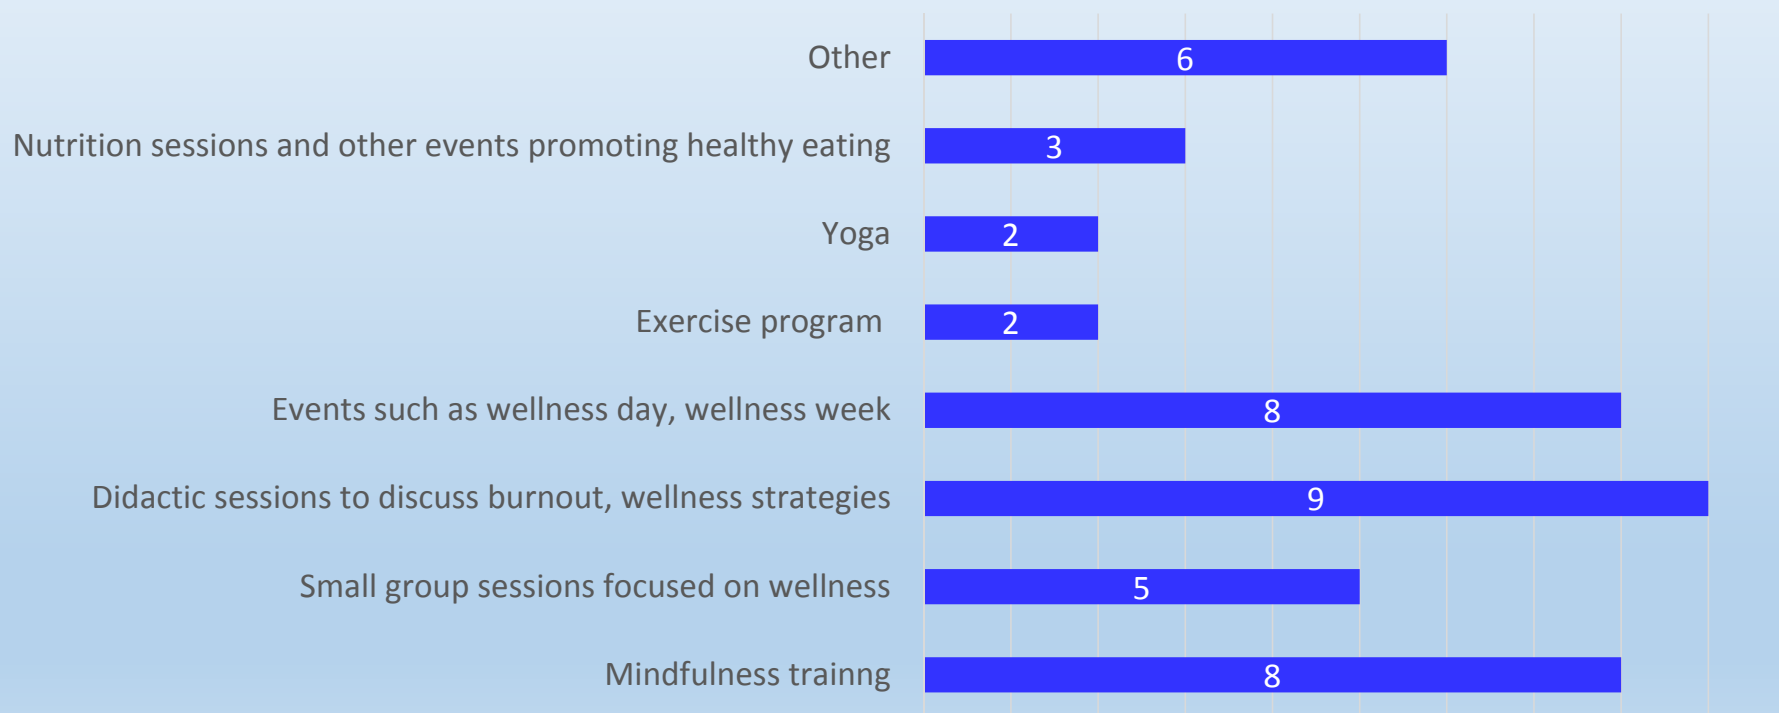 Other 6
Nutrition sessions and other events promoting healthy eating 3
Yoga 2
Exercise program 2
Events such as wellness day, wellness week 8
Didactic sessions to discuss burnout, wellness strategies 9
Small group sessions focused on wellness 5
Mindfulness trainng 8